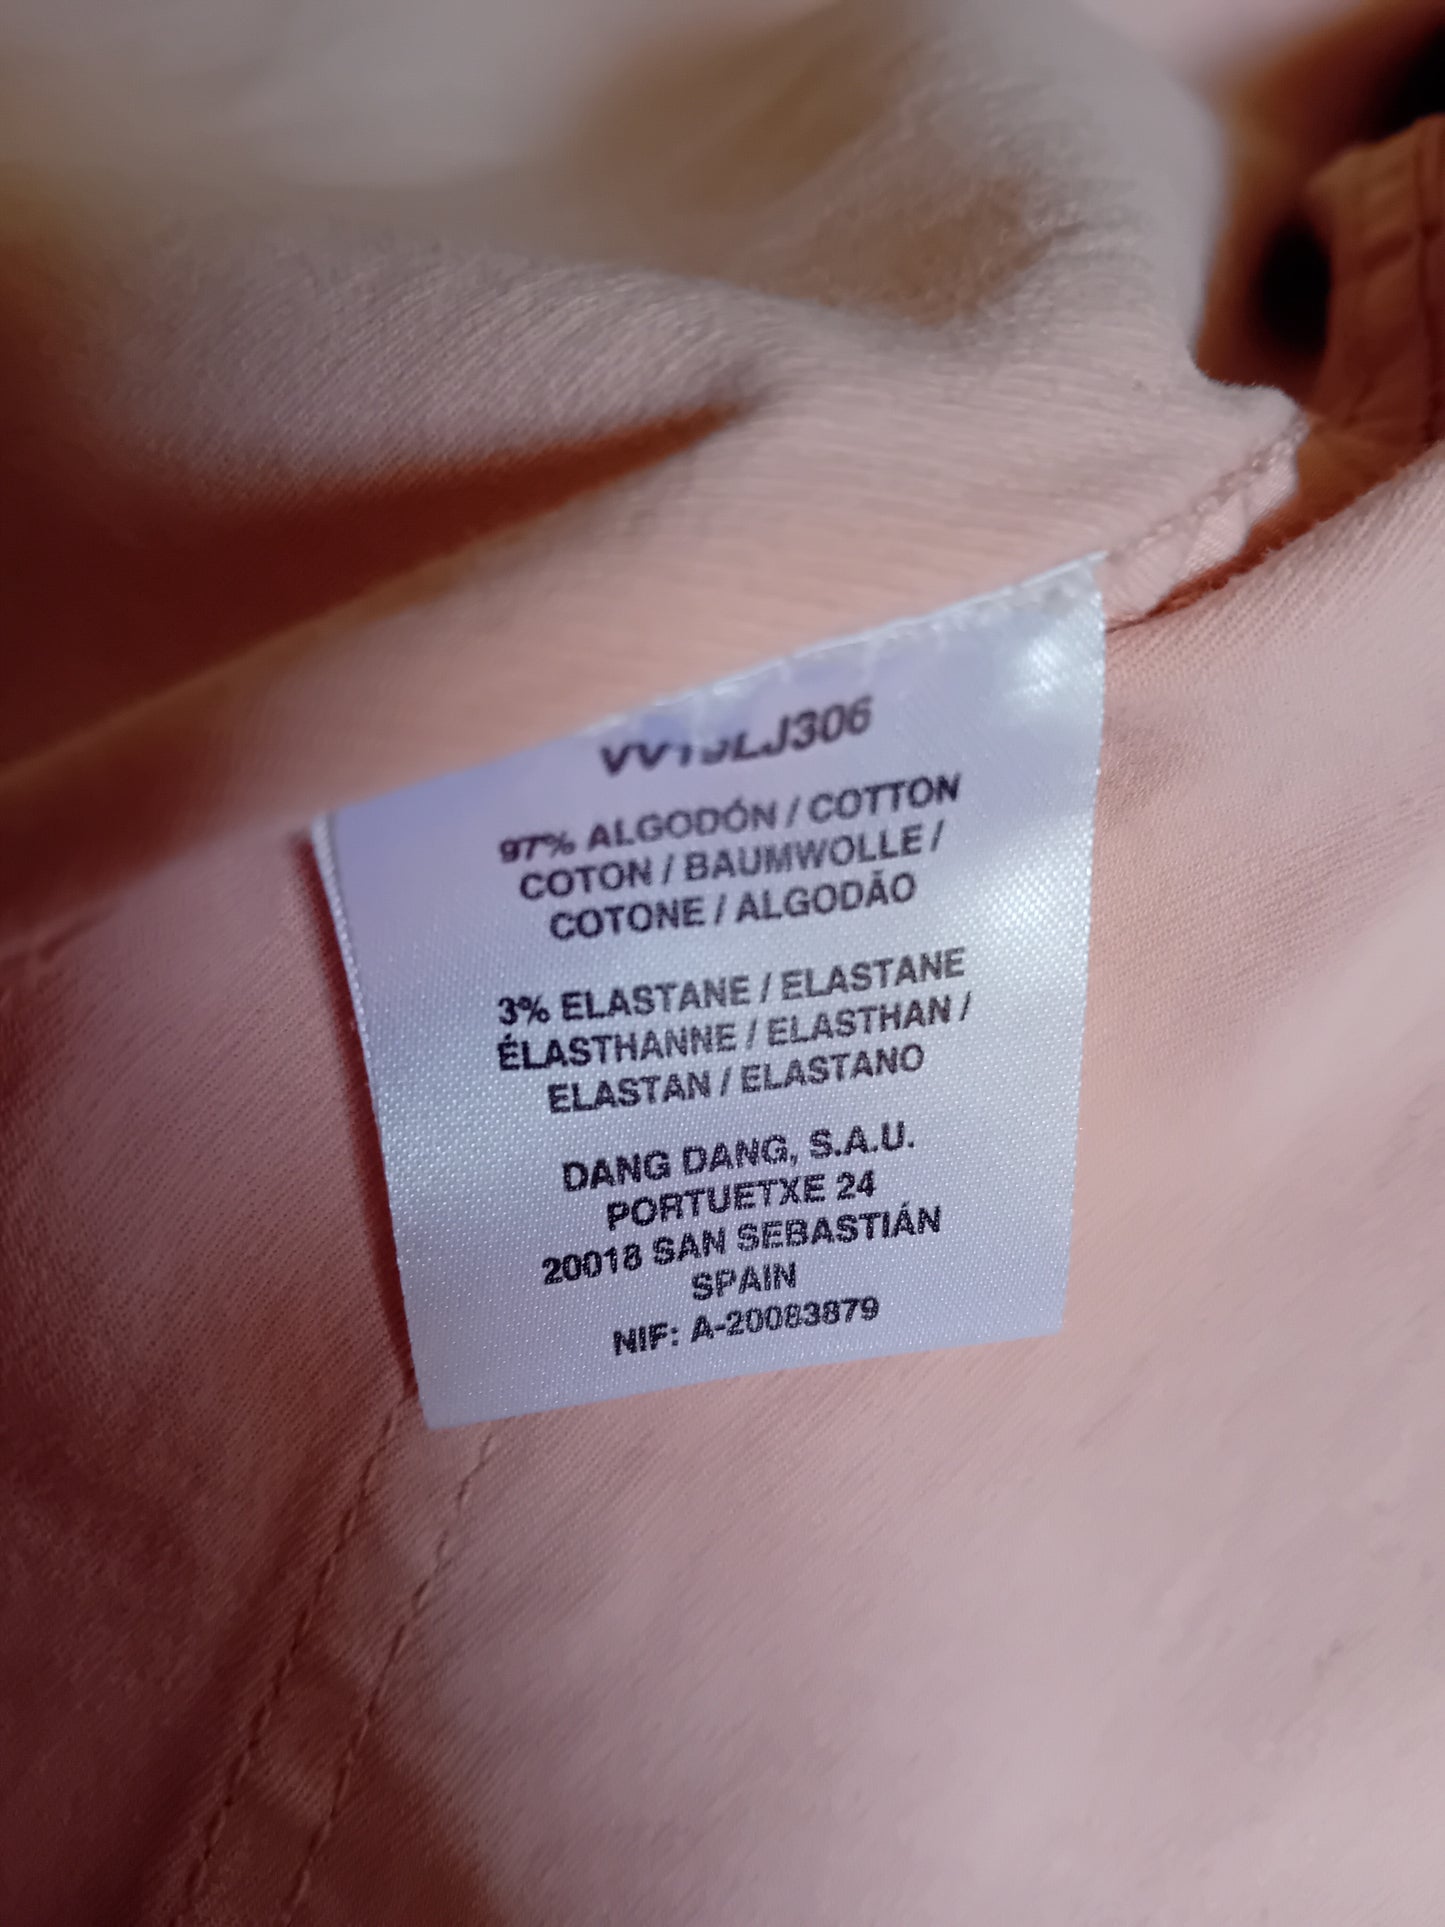 97% ALGODÓN / COTTON
COTON / BAUMWOLLE /
COTONE / ALGODÃO
3% ELASTANE / ELASTANE
ÉLASTHANNE / ELASTHAN /
ELASTAN / ELASTANO
DANG DANG, S.A.U.
PORTUETXE 24
20018 SAN SEBASTIÁN
SPAIN
NIF: A-20083879